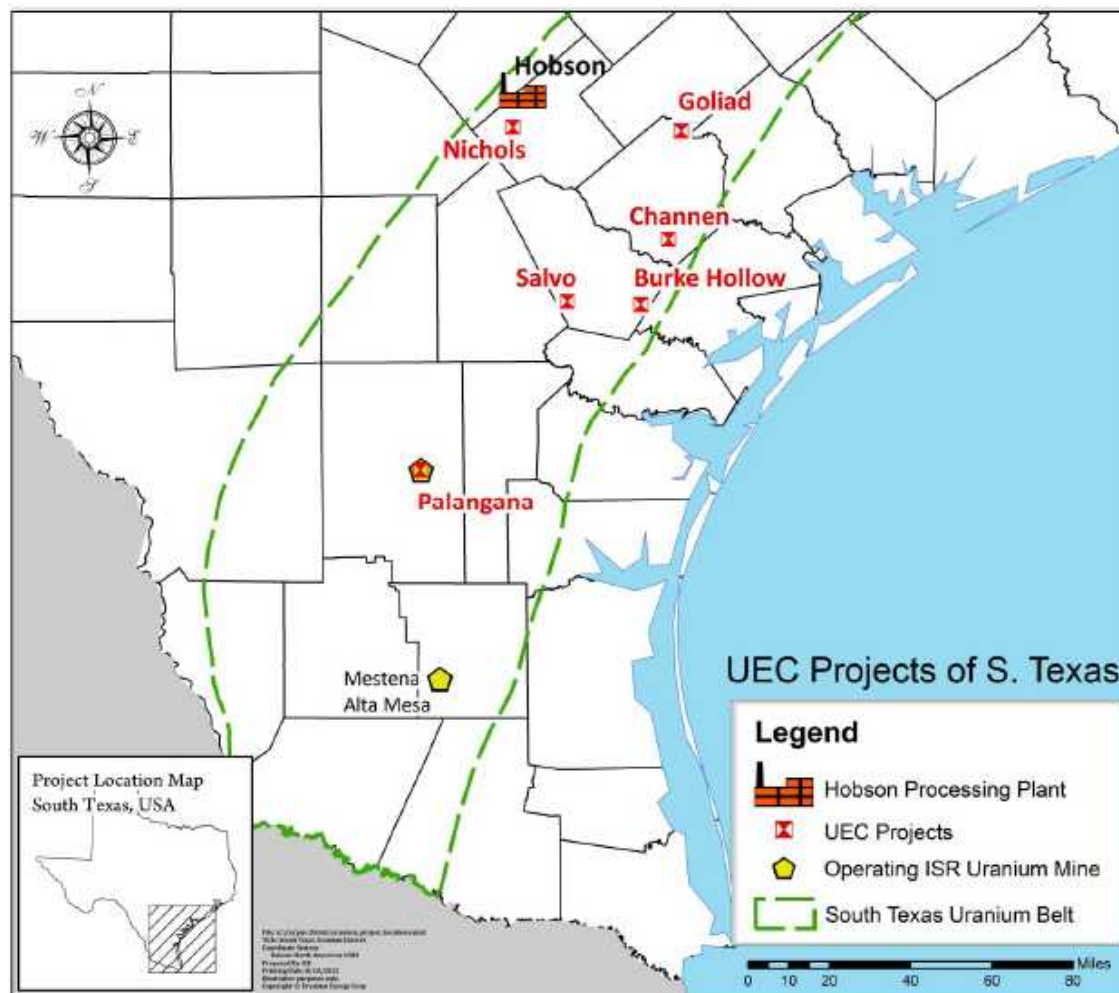 Hobson
Goliad
Nichols
Channen
Salvo
Burke Hollow
Palangana
Mestena
Alta Mesa
N
W
E
S
UEC Projects of S. Texas
Legend
Hobson Processing Plant
UEC Projects
Operating ISR Uranium Mine
South Texas Uranium Belt
0 5 10 20 40 60 80
Miles
Project Location Map
South Texas, USA